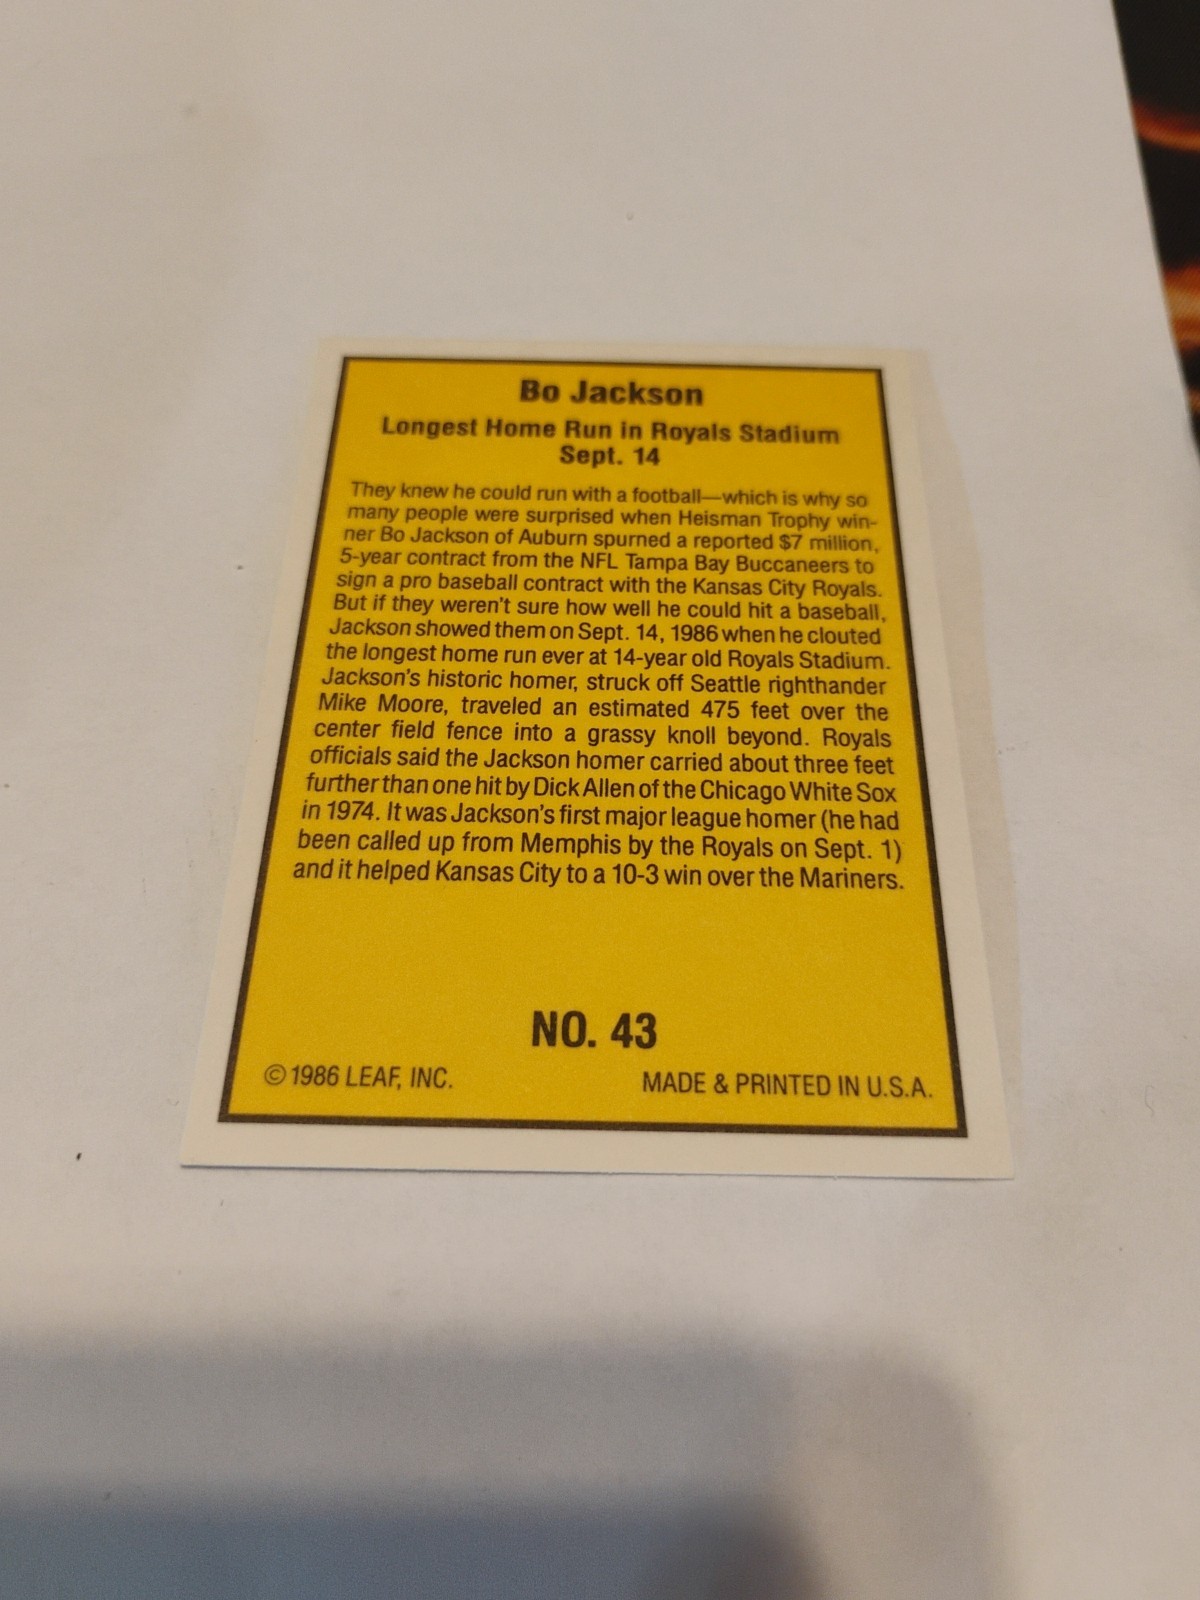 Bo Jackson
Longest Home Run in Royals Stadium
Sept. 14
They knew he could run with a football—which is why so
many people were surprised when Heisman Trophy win-
ner Bo Jackson of Auburn spurned a reported $7 million,
5-year contract from the NFL Tampa Bay Buccaneers to
sign a pro baseball contract with the Kansas City Royals.
But if they weren't sure how well he could hit a baseball,
Jackson showed them on Sept. 14, 1986 when he clouted
the longest home run ever at 14-year old Royals Stadium.
Jackson's historic homer, struck off Seattle righthander
Mike Moore, traveled an estimated 475 feet over the
center field fence into a grassy knoll beyond. Royals
officials said the Jackson homer carried about three feet
further than one hit by Dick Allen of the Chicago White Sox
in 1974. It was Jackson's first major league homer (he had
been called up from Memphis by the Royals on Sept. 1)
and it helped Kansas City to a 10-3 win over the Mariners.
NO. 43
© 1986 LEAF, INC.
MADE & PRINTED IN U.S.A.